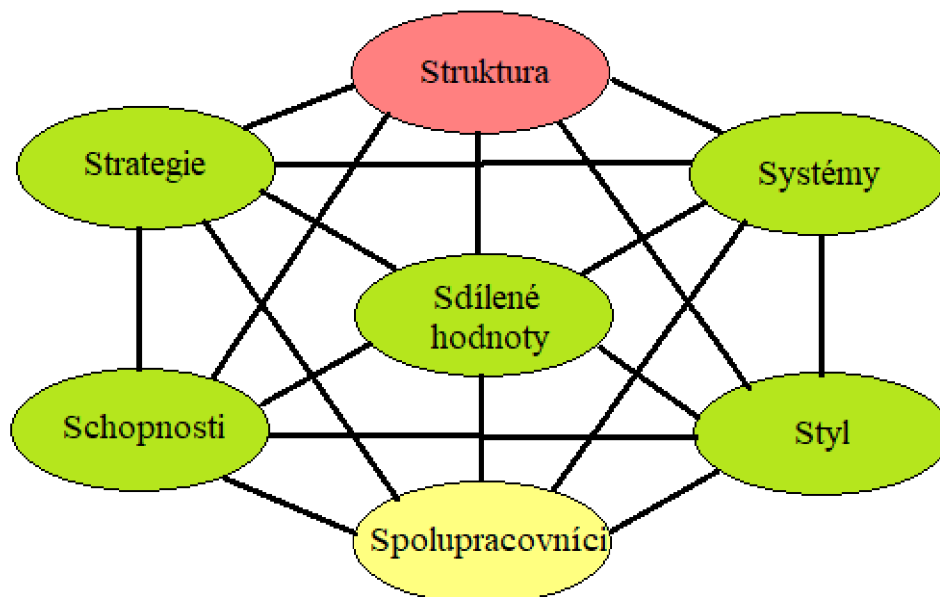 Struktura
Strategie
Systémy
Sdílené
hodnoty
Schopnosti
Styl
Spolupracovníci